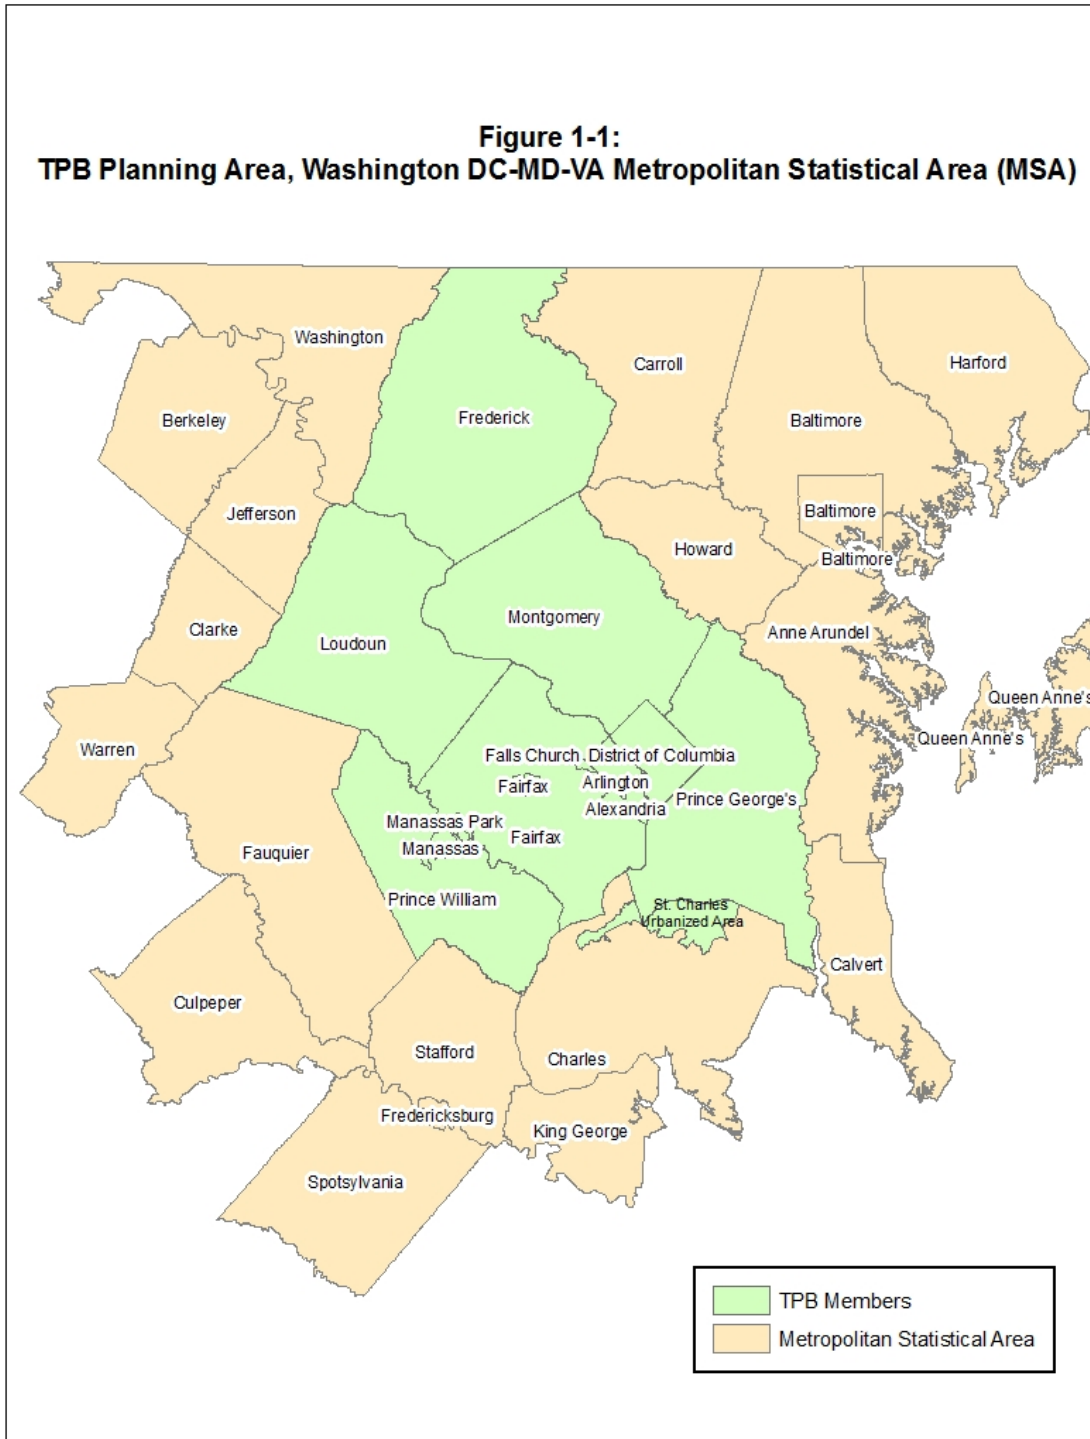 Figure 1-1:
TPB Planning Area, Washington DC-MD-VA Metropolitan Statistical Area (MSA)
Washington
Carroll
Harford
Berkeley
Frederick
Baltimore
Jefferson
Baltimore
Howard
Baltimore
Clarke
Loudoun
Montgomery
Anne Arundel
Queen Anne's
Warren
Queen Anne's
Falls Church
District of Columbia
Fairfax
Arlington
Prince George's
Alexandria
Manassas Park
Fairfax
Manassas
Fauquier
Prince William
St. Charles
Urbanized Area
Calvert
Culpeper
Stafford
Charles
Fredericksburg
King George
Spotsylvania
TPB Members
Metropolitan Statistical Area